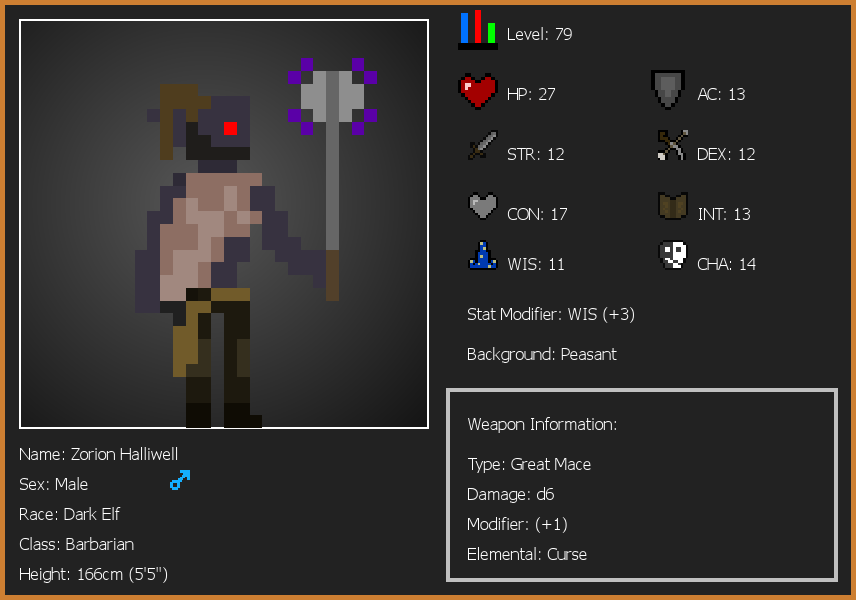 Level: 79
HP: 27
AC: 13
STR: 12
DEX: 12
CON: 17
INT: 13
WIS: 11
CHA: 14
Stat Modifier: WIS (+3)
Background: Peasant
Weapon Information:
Type: Great Mace
Damage: d6
Modifier: (+1)
Elemental: Curse
Name: Zorion Halliwell
Sex: Male
Race: Dark Elf
Class: Barbarian
Height: 166cm (5'5")